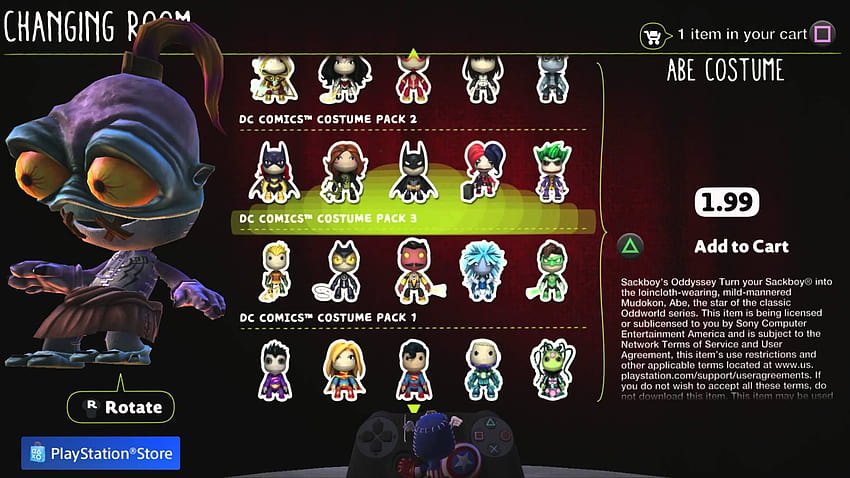 CHANGING ROOM
1 item in your cart
ABE COSTUME
DC COMICS™ COSTUME PACK 2
DC COMICS™ COSTUME PACK 3
DC COMICS™ COSTUME PACK 1
1.99
Add to Cart
Sackboy's Oddyssey Turn your Sackboy® into
the loincloth-wearing, mild-mannered
Mudokon, Abe, the star of the classic
Oddworld series. This item is being licensed
or sublicensed to you by Sony Computer
Entertainment America and is subject to the
Network Terms of Service and User
Agreement, this item's use restrictions and
other applicable terms located at www.us.
playstation.com/support/useragreements. If
you do not wish to accept all these terms, do
not download this item. This item may be used
R Rotate
PlayStation®Store